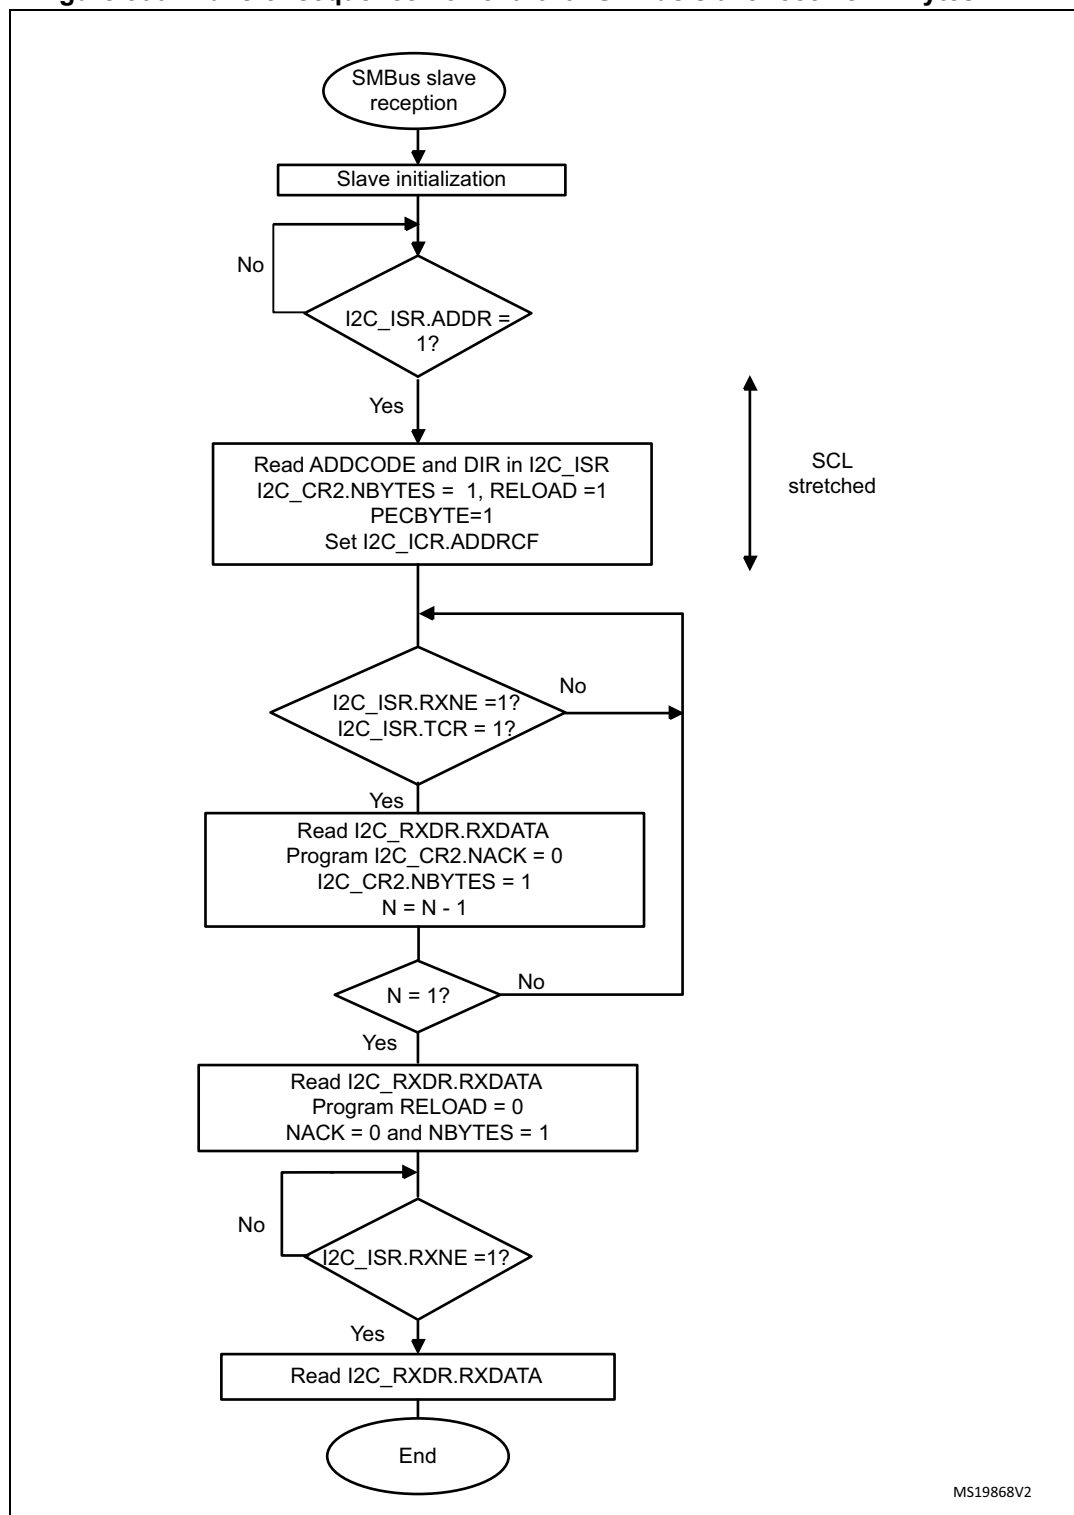 SMBus slave
reception
Slave initialization
No
I2C_ISR.ADDR =
1?
Yes
Read ADDCODE and DIR in I2C_ISR
I2C_CR2.NBYTES = 1, RELOAD =1
PECBYTE=1
Set I2C_ICR.ADDRCF
SCL
stretched
I2C_ISR.RXNE =1?
I2C_ISR.TCR = 1?
No
Yes
Read I2C_RXDR.RXDATA
Program I2C_CR2.NACK = 0
I2C_CR2.NBYTES = 1
N = N - 1
N = 1?
No
Yes
Read I2C_RXDR.RXDATA
Program RELOAD = 0
NACK = 0 and NBYTES = 1
No
I2C_ISR.RXNE =1?
Yes
Read I2C_RXDR.RXDATA
End
MS19868V2